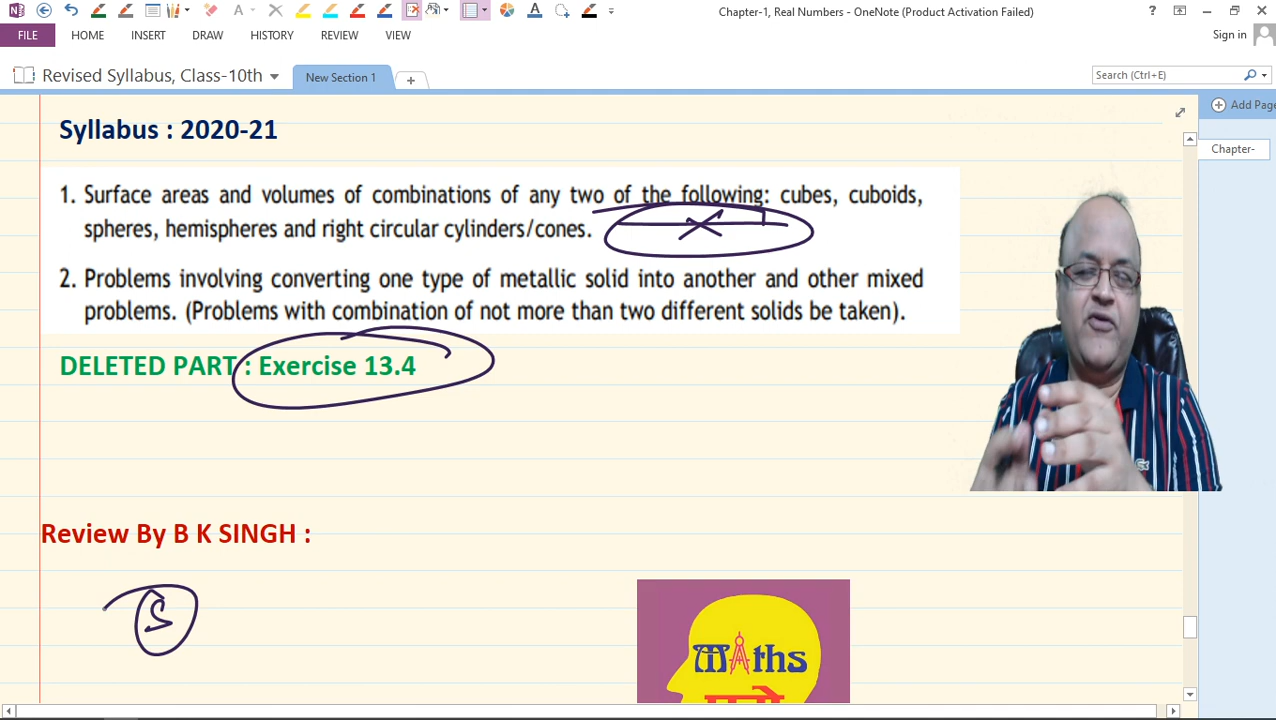 Chapter-1, Real Numbers - OneNote (Product Activation Failed)
FILE HOME INSERT DRAW HISTORY REVIEW VIEW
Sign in
Revised Syllabus, Class-10th
New Section 1
Search (Ctrl+E)
Add Page
Chapter-
Syllabus : 2020-21
1. Surface areas and volumes of combinations of any two of the following: cubes, cuboids,
spheres, hemispheres and right circular cylinders/cones.
2. Problems involving converting one type of metallic solid into another and other mixed
problems. (Problems with combination of not more than two different solids be taken).
DELETED PART : Exercise 13.4
Review By B K SINGH :
S
Maths